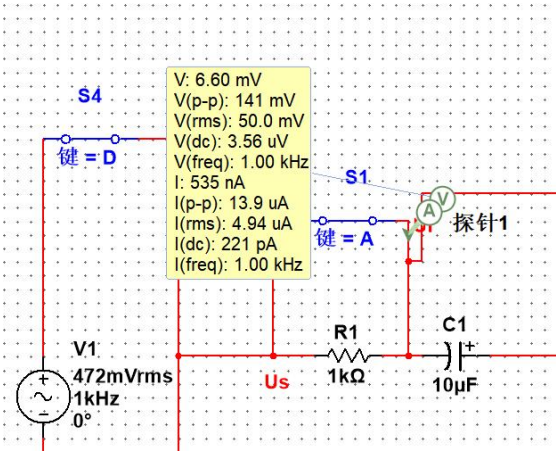 S4
键 = D
V: 6.60 mV
V(p-p): 141 mV
V(rms): 50.0 mV
V(dc): 3.56 uV
V(freq): 1.00 kHz
I: 535 nA
I(p-p): 13.9 uA
I(rms): 4.94 uA
I(dc): 221 pA
I(freq): 1.00 kHz
S1
键 = A
V
A
探针1
V1
472mVrms
1kHz
0°
Us
R1
1kΩ
C1
10µF